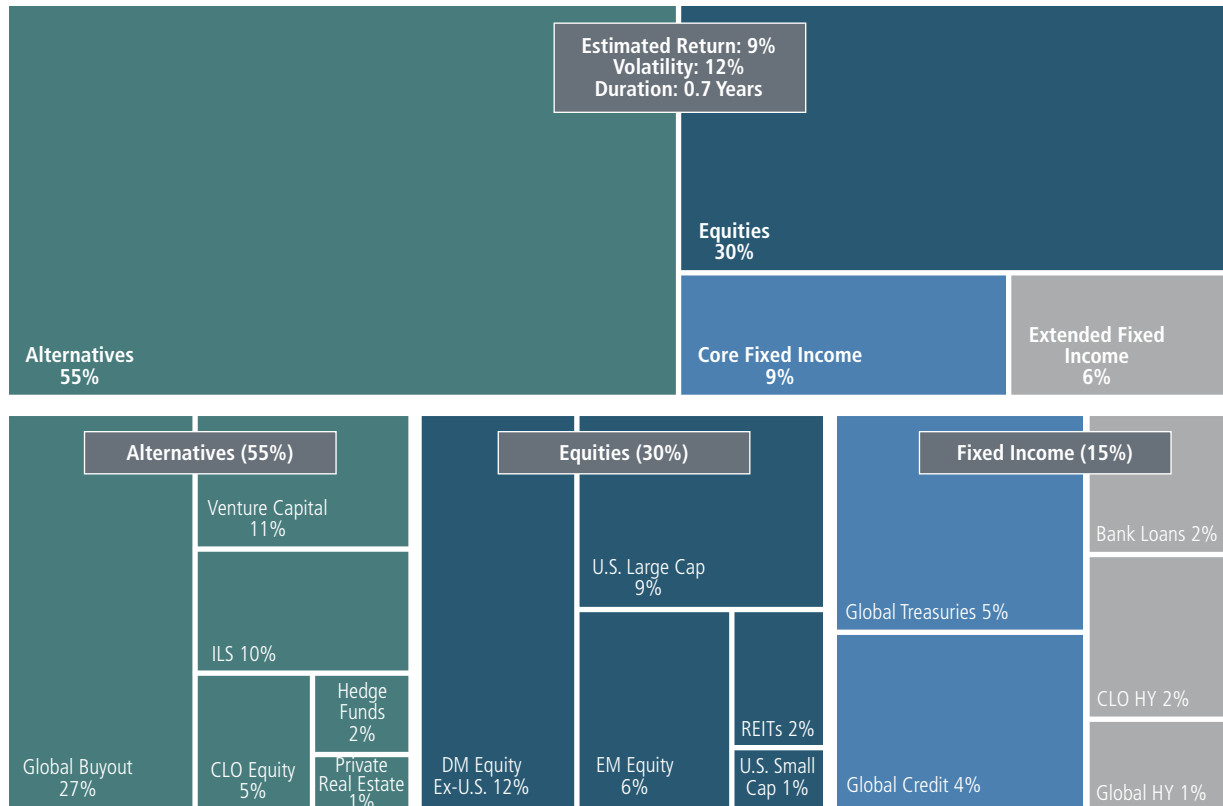 Estimated Return: 9%
Volatility: 12%
Duration: 0.7 Years
Alternatives
55%
Equities
30%
Core Fixed Income
9%
Extended Fixed
Income
6%
Alternatives (55%)
Global Buyout
27%
Venture Capital
11%
ILS 10%
CLO Equity
5%
Hedge
Funds
2%
Private
Real Estate
1%
Equities (30%)
DM Equity
Ex-U.S. 12%
U.S. Large Cap
9%
EM Equity
6%
REITs 2%
U.S. Small
Cap 1%
Fixed Income (15%)
Global Treasuries 5%
Global Credit 4%
Bank Loans 2%
CLO HY 2%
Global HY 1%